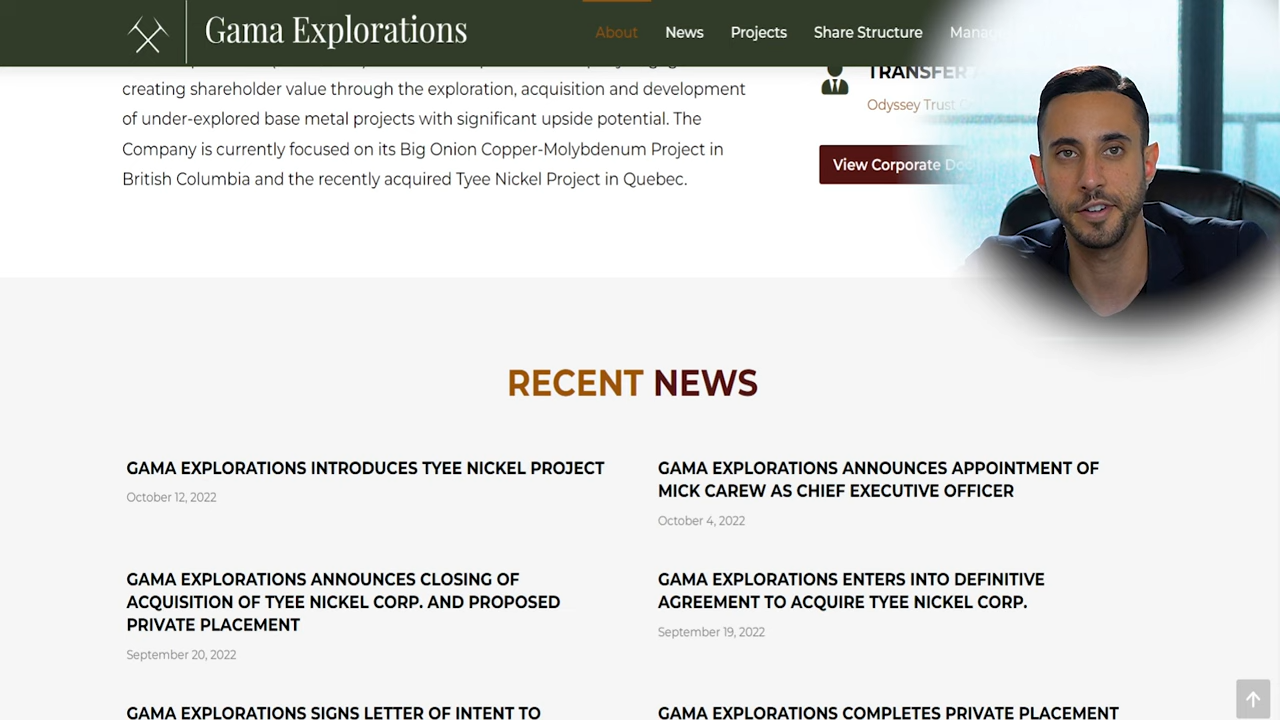 Gama Explorations
About
News
Projects
Share Structure
creating shareholder value through the exploration, acquisition and development
of under-explored base metal projects with significant upside potential. The
Company is currently focused on its Big Onion Copper-Molybdenum Project in
British Columbia and the recently acquired Tyee Nickel Project in Quebec.
TRANSFER
Odyssey Trust
View Corporate
RECENT NEWS
GAMA EXPLORATIONS INTRODUCES TYEE NICKEL PROJECT
October 12, 2022
GAMA EXPLORATIONS ANNOUNCES APPOINTMENT OF
MICK CAREW AS CHIEF EXECUTIVE OFFICER
October 4, 2022
GAMA EXPLORATIONS ANNOUNCES CLOSING OF
ACQUISITION OF TYEE NICKEL CORP. AND PROPOSED
PRIVATE PLACEMENT
September 20, 2022
GAMA EXPLORATIONS ENTERS INTO DEFINITIVE
AGREEMENT TO ACQUIRE TYEE NICKEL CORP.
September 19, 2022
GAMA EXPLORATIONS SIGNS LETTER OF INTENT TO
GAMA EXPLORATIONS COMPLETES PRIVATE PLACEMENT